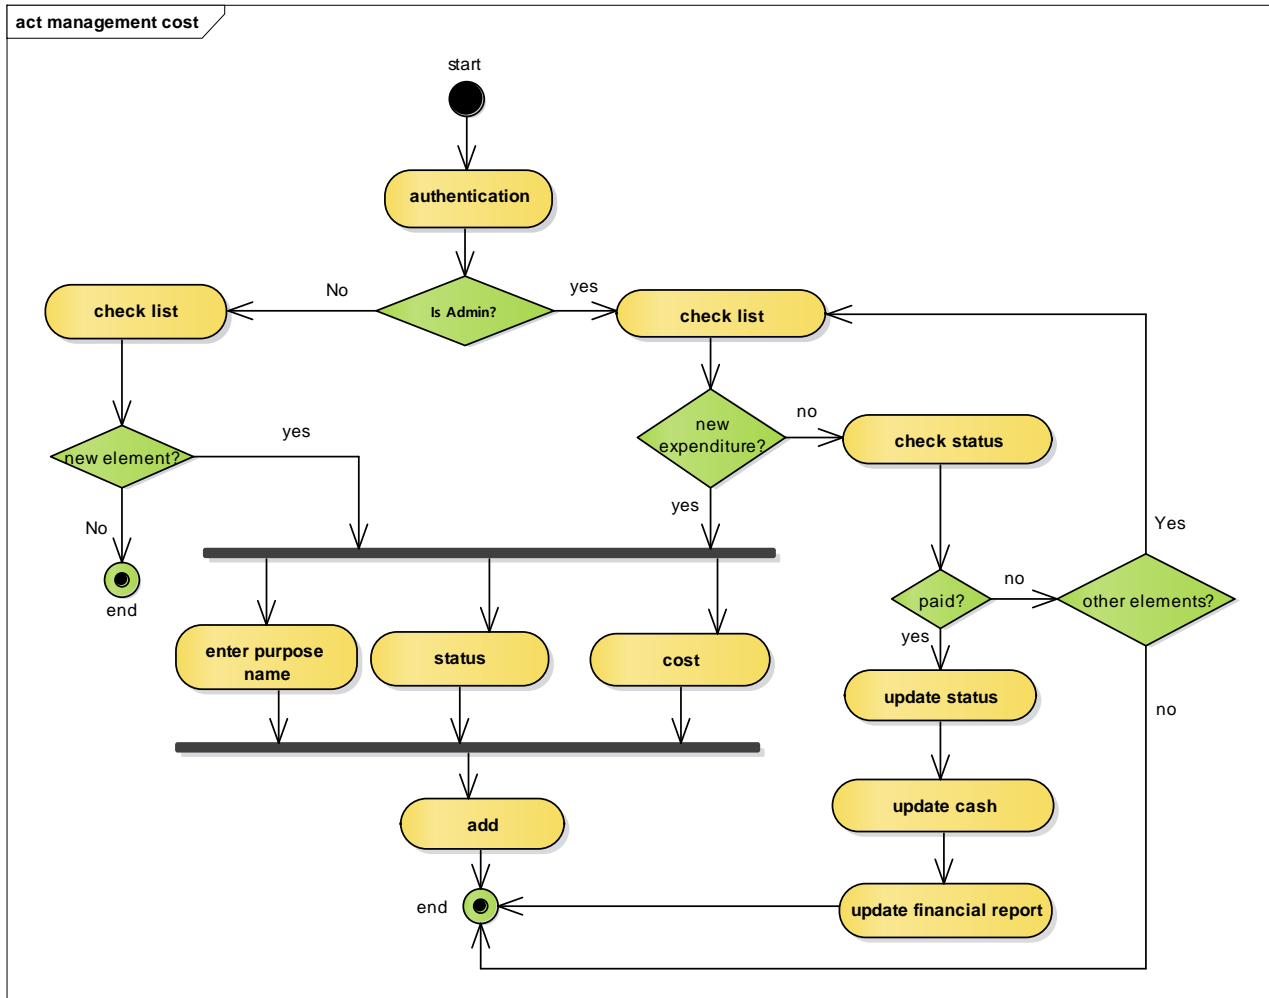 act management cost
start
authentication
Is Admin?
No
yes
check list
check list
new element?
yes
No
end
new
expenditure?
no
yes
check status
paid?
no
yes
other elements?
Yes
no
enter purpose
name
status
cost
update status
update cash
update financial report
add
end